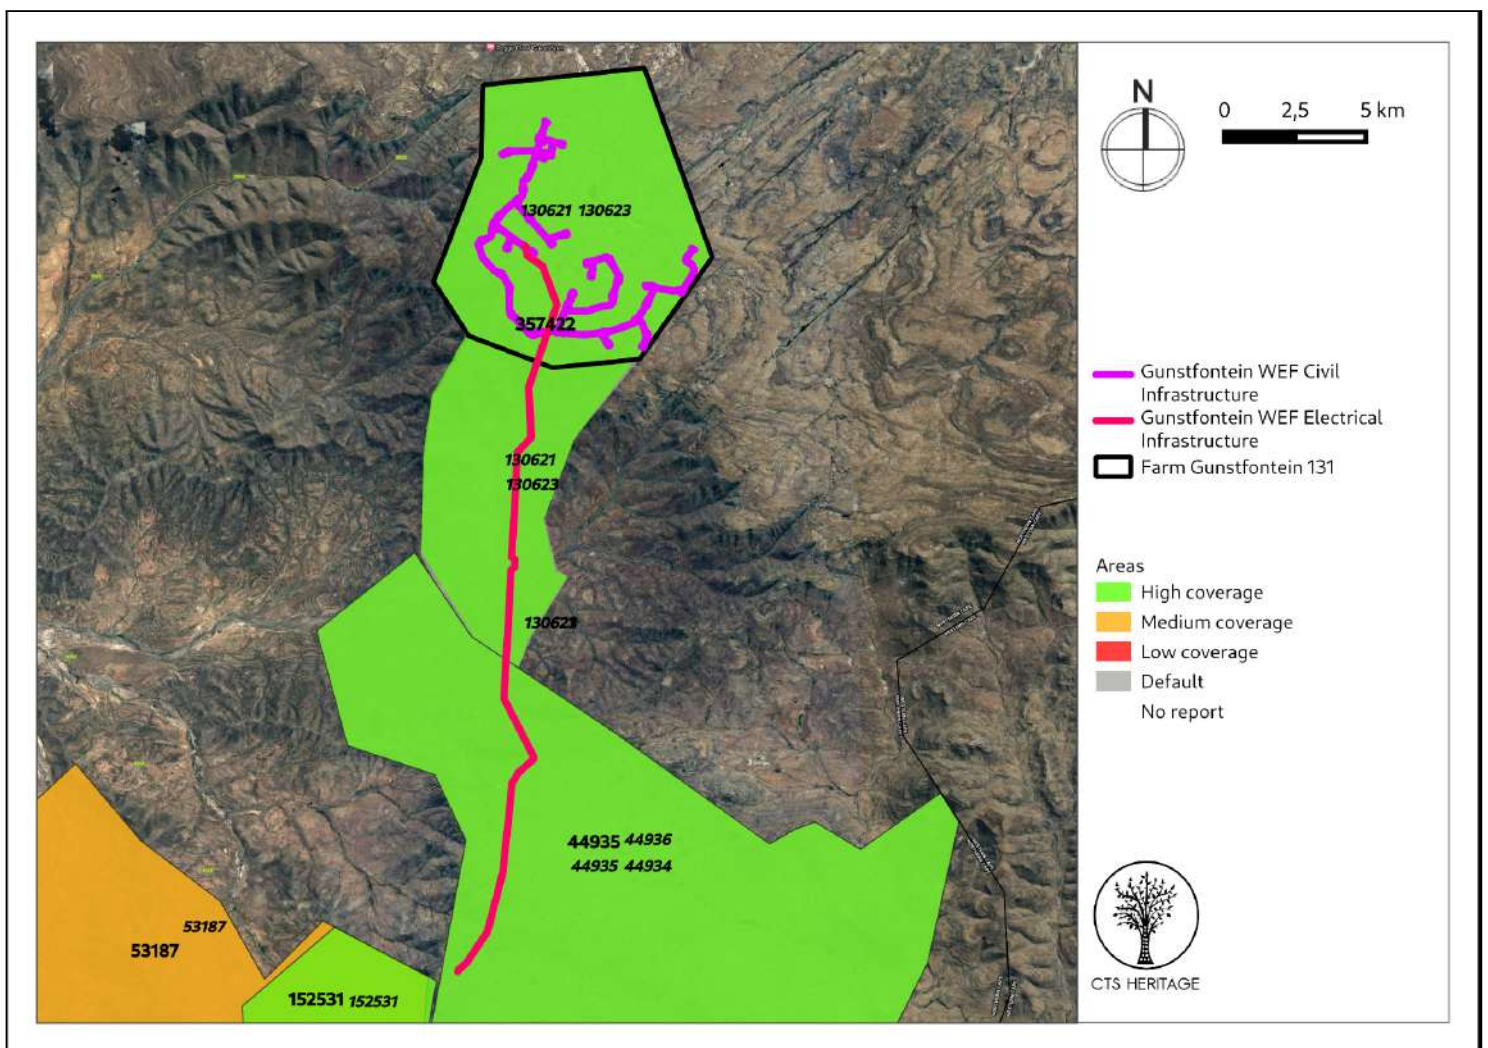 N
0 2,5 5 km
130621 130623
357422
130621
130623
44935 44936
44935 44934
53187
53187
152531 152531
Gunstfontein WEF Civil
Infrastructure
Gunstfontein WEF Electrical
Infrastructure
Farm Gunstfontein 131
Areas
High coverage
Medium coverage
Low coverage
Default
No report
CTS HERITAGE